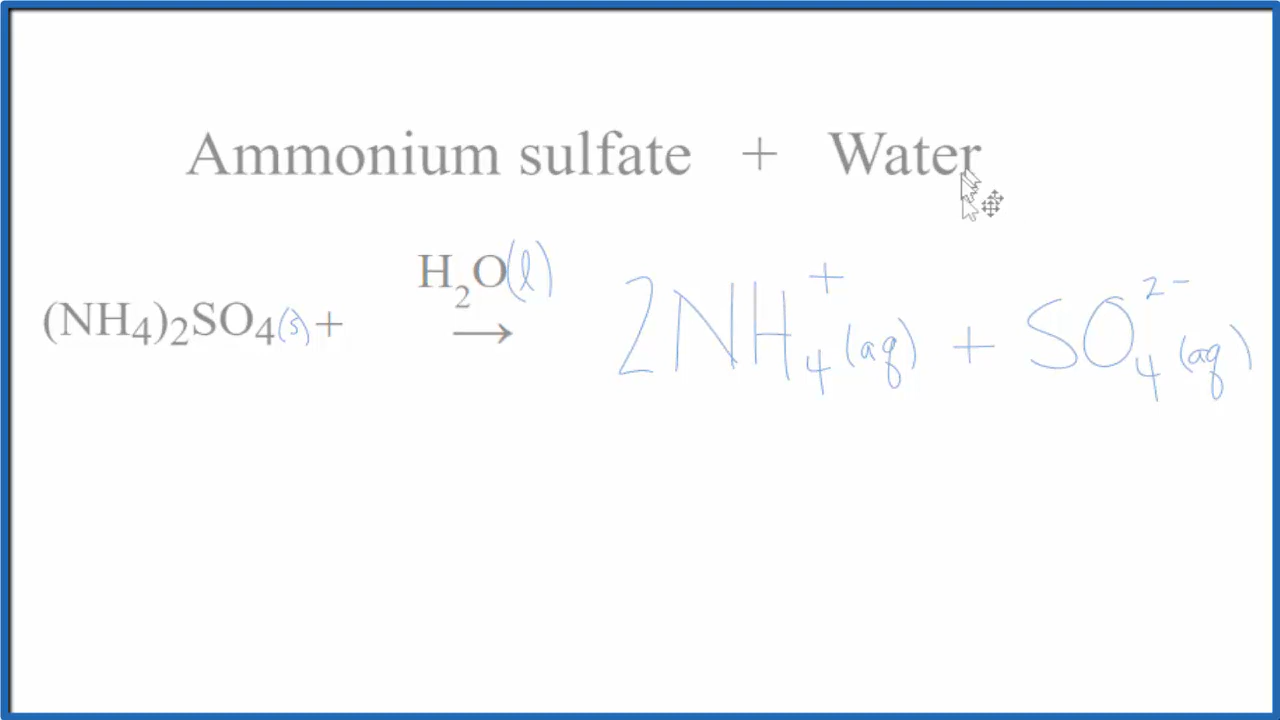 Ammonium sulfate + Water
H₂O(l)
(NH₄)₂SO₄(s) + → 2NH₄⁺(aq) + SO₄²⁻(aq)